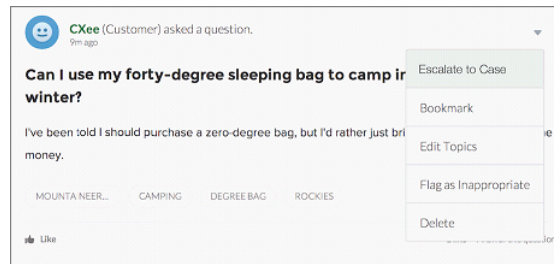 CXee (Customer) asked a question.
9m ago
Can I use my forty-degree sleeping bag to camp in
winter?
I've been told I should purchase a zero-degree bag, but I'd rather just bri
money.
MOUNTA NEER... CAMPING DEGREE BAG ROCKIES
Like
Escalate to Case
Bookmark
Edit Topics
Flag as Inappropriate
Delete